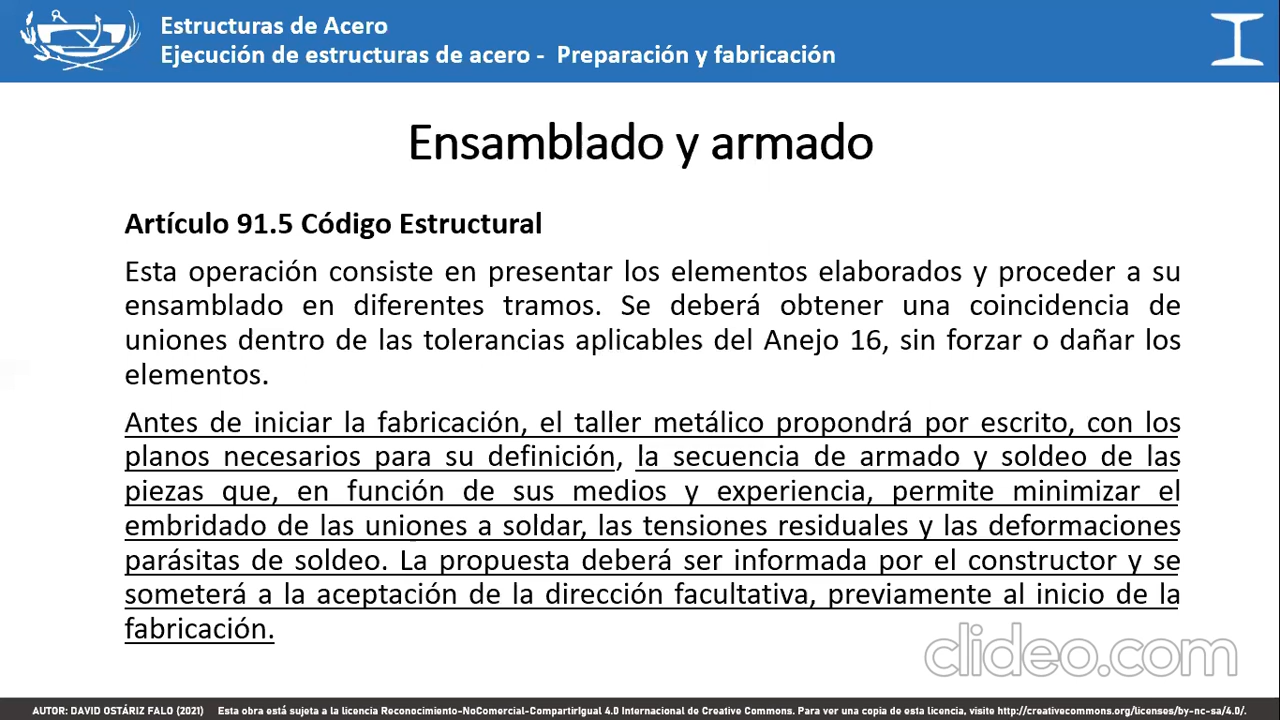 Estructuras de Acero
Ejecución de estructuras de acero - Preparación y fabricación
Ensamblado y armado
Artículo 91.5 Código Estructural
Esta operación consiste en presentar los elementos elaborados y proceder a su
ensamblado en diferentes tramos. Se deberá obtener una coincidencia de
uniones dentro de las tolerancias aplicables del Anejo 16, sin forzar o dañar los
elementos.
Antes de iniciar la fabricación, el taller metálico propondrá por escrito, con los
planos necesarios para su definición, la secuencia de armado y soldeo de las
piezas que, en función de sus medios y experiencia, permite minimizar el
embridado de las uniones a soldar, las tensiones residuales y las deformaciones
parásitas de soldeo. La propuesta deberá ser informada por el constructor y se
someterá a la aceptación de la dirección facultativa, previamente al inicio de la
fabricación.
clideo.com
AUTOR: DAVID OSTÁRIZ FALO (2021) Esta obra está sujeta a la licencia Reconocimiento-NoComercial-CompartirIgual 4.0 Internacional de Creative Commons. Para ver una copia de esta licencia, visite http://creativecommons.org/licenses/by-nc-sa/4.0/.